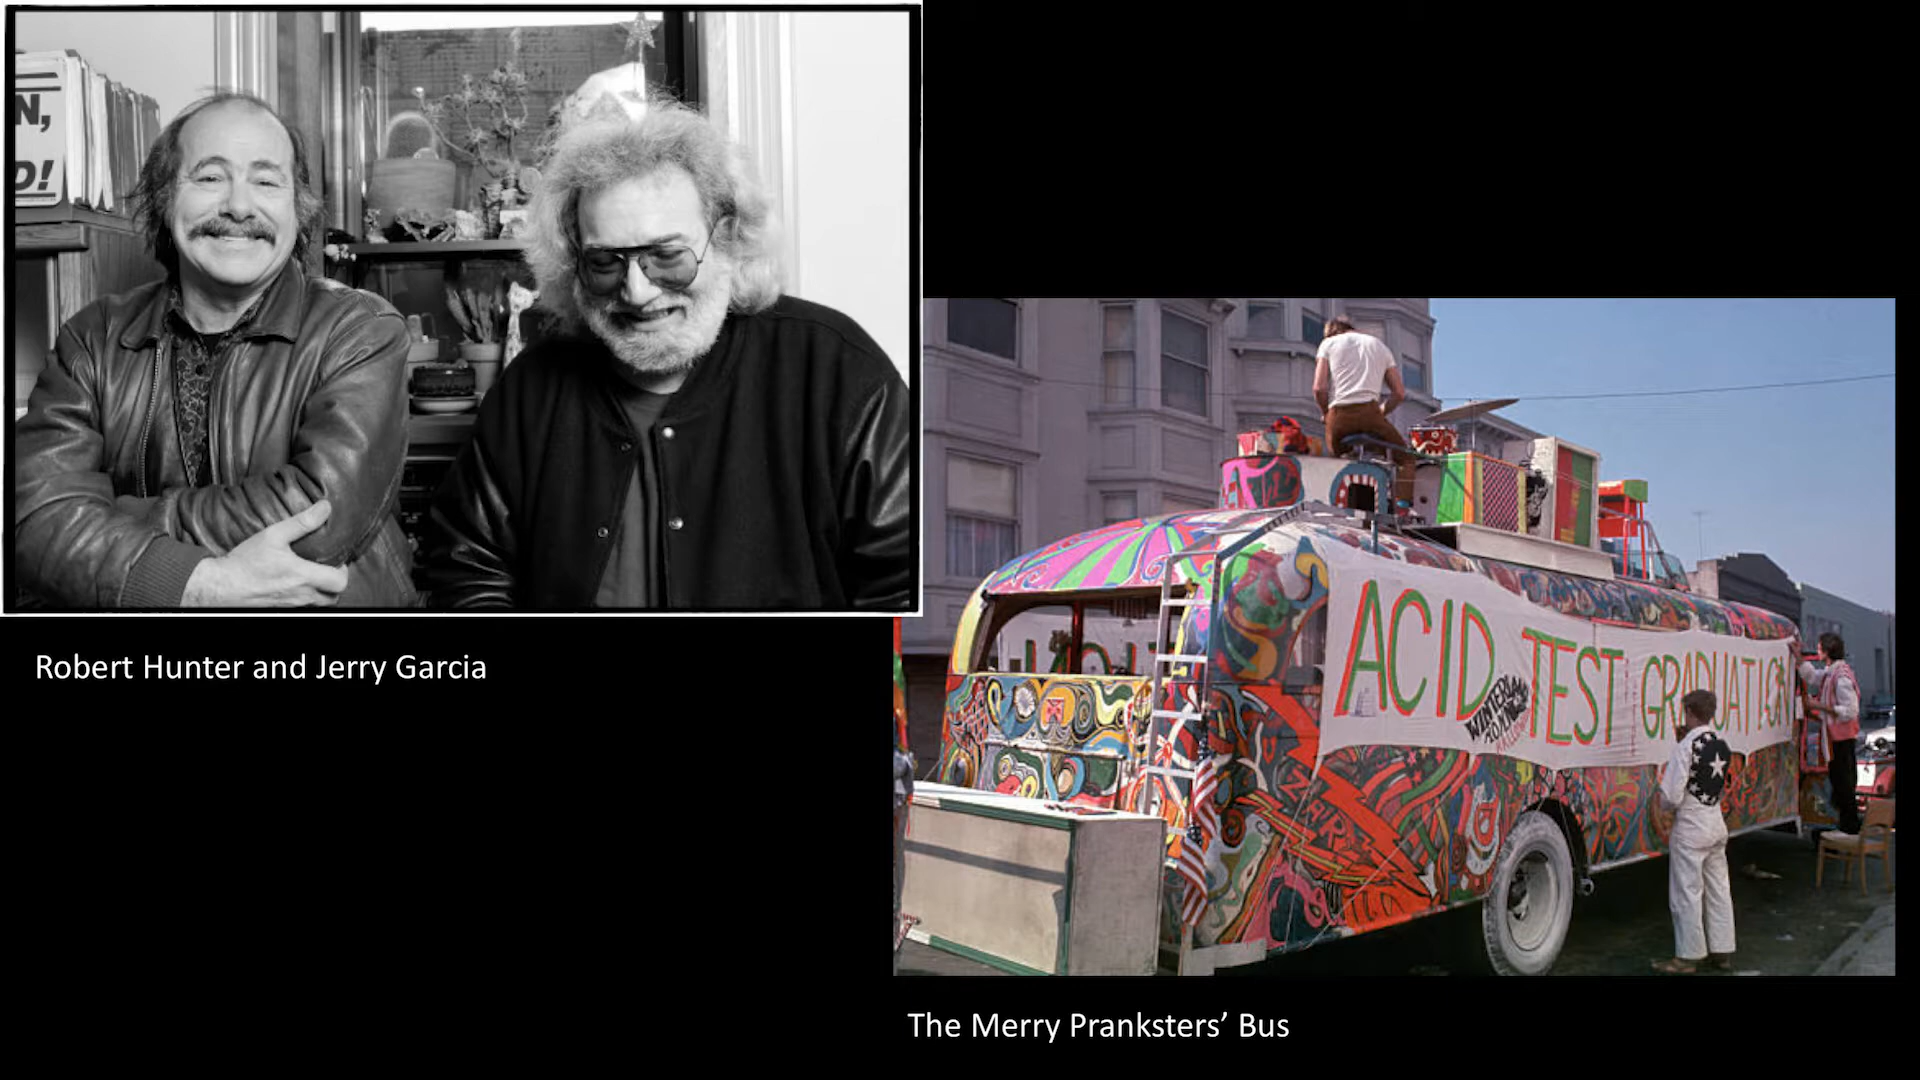 N,
D!
Robert Hunter and Jerry Garcia
ACID TEST GRADUATION
WINTERLAND
The Merry Pranksters’ Bus